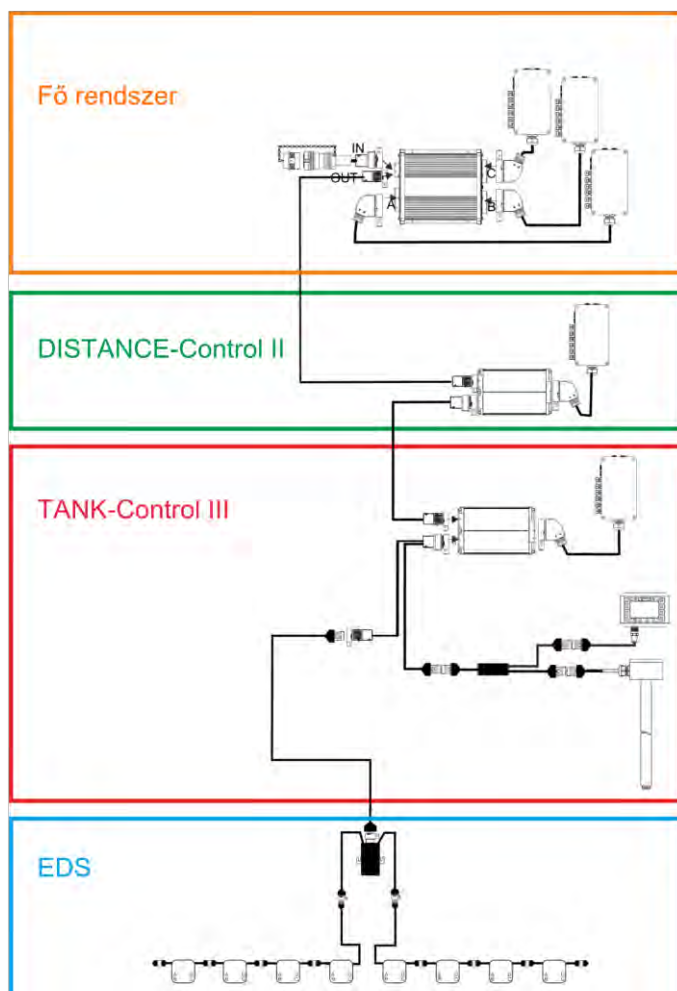 Fő rendszer
IN
OUT
C
A
B
DISTANCE-Control II
TANK-Control III
EDS